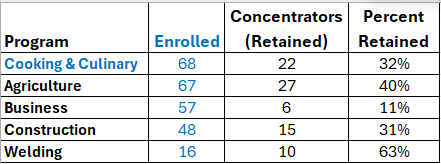 Concentrators Percent
Program Enrolled (Retained) Retained
Cooking & Culinary 68 22 32%
Agriculture 67 27 40%
Business 57 6 11%
Construction 48 15 31%
Welding 16 10 63%